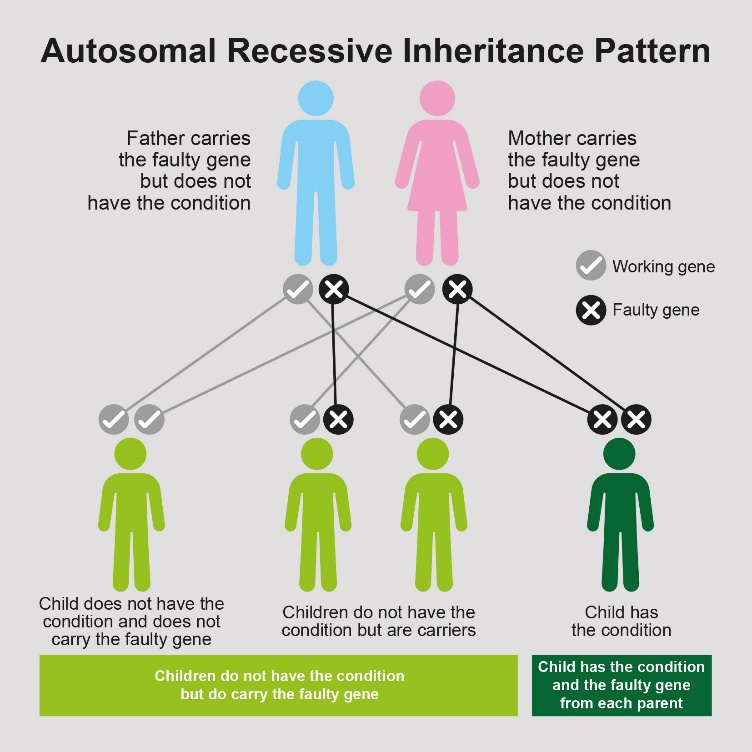 Autosomal Recessive Inheritance Pattern
Father carries
the faulty gene
but does not
have the condition
Mother carries
the faulty gene
but does not
have the condition
Working gene
Faulty gene
Child does not have the
condition and does not
carry the faulty gene
Children do not have the
condition but are carriers
Child has
the condition
Children do not have the condition
but do carry the faulty gene
Child has the condition
and the faulty gene
from each parent